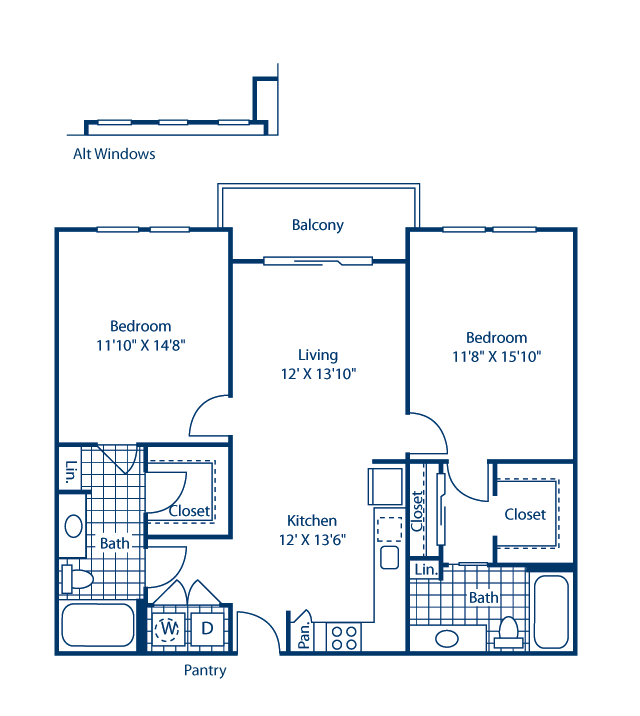 Alt Windows
Balcony
Bedroom
11'10" X 14'8"
Living
12' X 13'10"
Bedroom
11'8" X 15'10"
Lin.
Closet
Bath
Kitchen
12' X 13'6"
Closet
Closet
Lin.
Bath
W
D
Pan.
Pantry